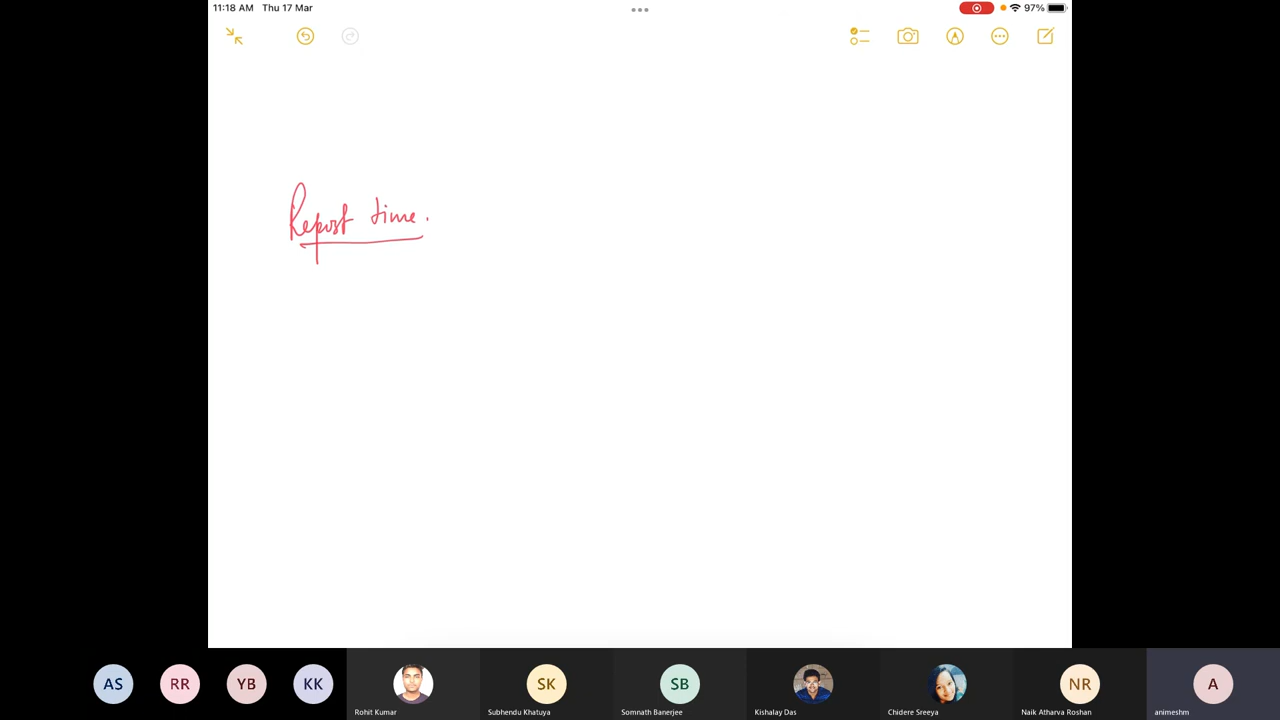 11:18 AM Thu 17 Mar
97%
Report time.
AS
RR
YB
KK
SK
SB
NR
A
Rohit Kumar
Subhendu Khatuya
Somnath Banerjee
Kishalay Das
Chidere Sreeya
Naik Atharva Roshan
animeshm